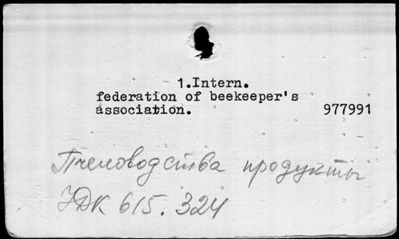 1.Intern.
federation of beekeeper's
association. 977991
Пчеловодства продукты
УДК 615.324